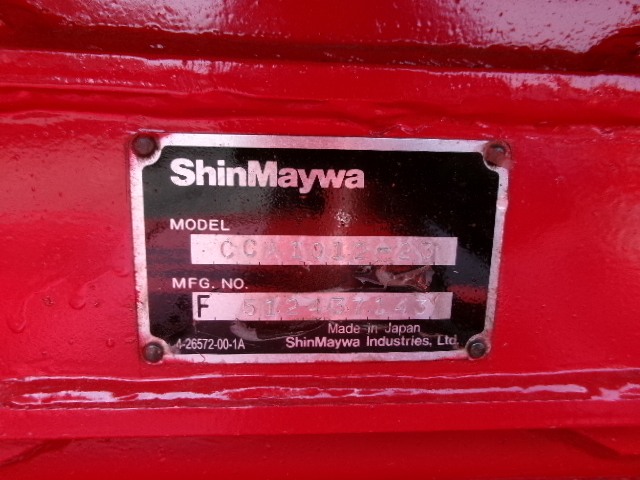 ShinMaywa
MODEL
MFG. NO.
F
Made in Japan
4-26572-00-1A ShinMaywa Industries, Ltd.